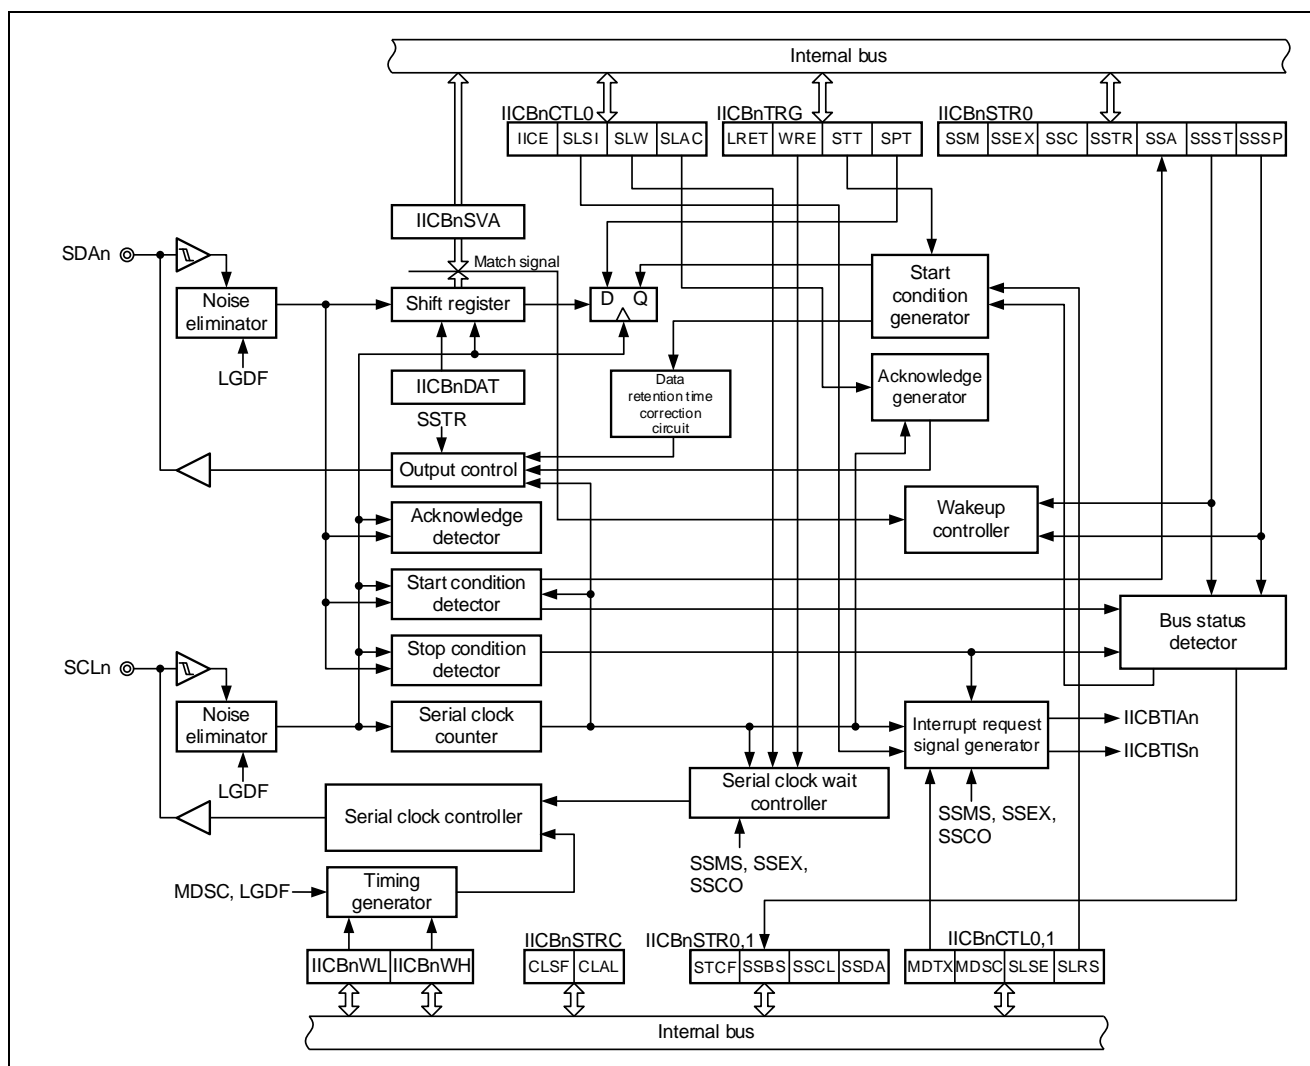 Internal bus
IICBnCTL0
IICE SLSI SLW SLAC
IICBnTRG
LRET WRE STT SPT
IICBnSTR0
SSM SSEX SSC SSTR SSA SSST SSSP
IICBnSVA
SDAn
Match signal
Noise
eliminator
Shift register
D Q
Start
condition
generator
LGDF
IICBnDAT
Data
retention time
correction
circuit
Acknowledge
generator
SSTR
Output control
Acknowledge
detector
Wakeup
controller
Start condition
detector
Bus status
detector
Stop condition
detector
SCLn
Noise
eliminator
Serial clock
counter
Interrupt request
signal generator
IICBTIAn
IICBTISn
LGDF
Serial clock controller
Serial clock wait
controller
SSMS, SSEX,
SSCO
SSMS, SSEX,
SSCO
MDSC, LGDF
Timing
generator
IICBnWL IICBnWH
IICBnSTRC
CLSF CLAL
IICBnSTR0,1
STCF SSBS SSCL SSDA
IICBnCTL0,1
MDTX MDSC SLSE SLRS
Internal bus